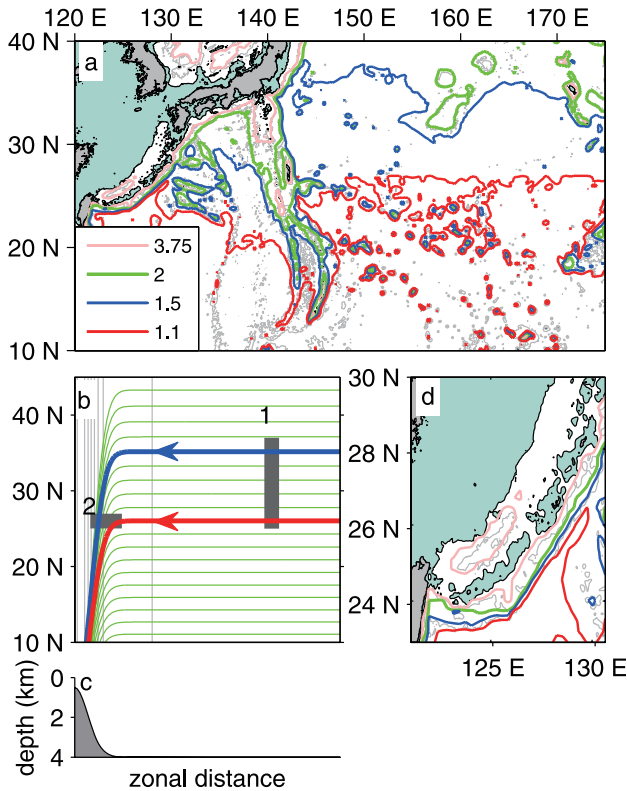 120 E 130 E 140 E 150 E 160 E 170 E
40 N
a
30 N
20 N
10 N
3.75
2
1.5
1.1
b
1
2
40 N
30 N
20 N
10 N
d
30 N
28 N
26 N
24 N
125 E 130 E
c
0
2
4
depth (km)
zonal distance